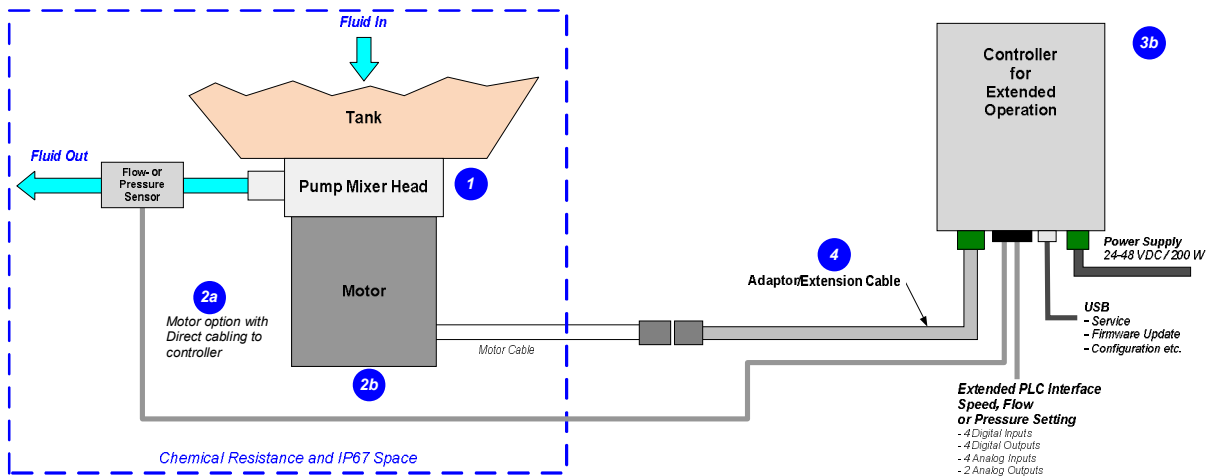 Fluid In
Tank
Fluid Out
Flow- or
Pressure
Sensor
Pump Mixer Head
1
Motor
2a
Motor option with
Direct cabling to
controller
2b
Motor Cable
Chemical Resistance and IP67 Space
Controller
for
Extended
Operation
3b
4
Adaptor/Extension Cable
Power Supply
24-48 VDC / 200 W
USB
- Service
- Firmware Update
- Configuration etc.
Extended PLC Interface
Speed, Flow
or Pressure Setting
- 4 Digital Inputs
- 4 Digital Outputs
- 4 Analog Inputs
- 2 Analog Outputs